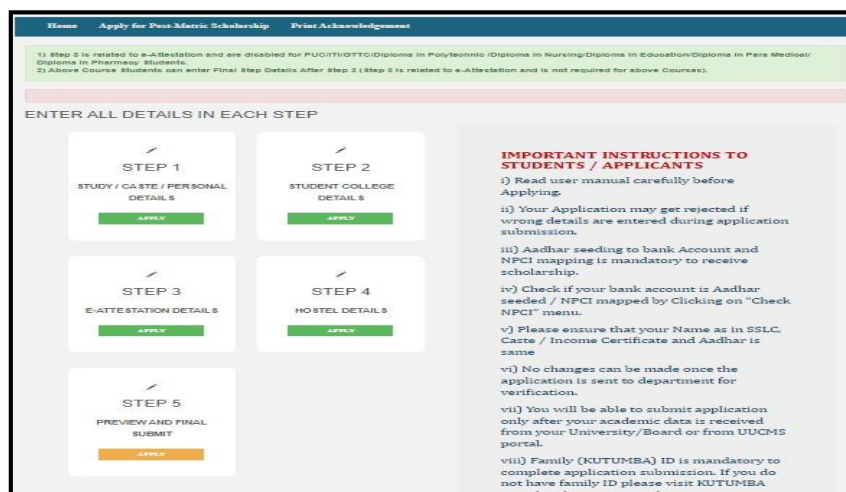 Home Apply for Post-Matric Scholarship Print Acknowledgement
1) Step 3 is related to e-Attestation and are disabled for PUC/ITI/GTTC/Diploma in Polytechnic /Diploma in Nursing/Diploma in Education/Diploma in Para Medical/
Diploma in Pharmacy Students.
2) Above Course Students can enter Final Step Details After Step 2 (Step 3 is related to e-Attestation and is not required for above Courses).
ENTER ALL DETAILS IN EACH STEP
STEP 1
STUDY / CASTE / PERSONAL
DETAILS
APPLY
STEP 2
STUDENT COLLEGE
DETAILS
APPLY
STEP 3
E-ATTESTATION DETAILS
APPLY
STEP 4
HOSTEL DETAILS
APPLY
STEP 5
PREVIEW AND FINAL
SUBMIT
APPLY
IMPORTANT INSTRUCTIONS TO
STUDENTS / APPLICANTS
i) Read user manual carefully before
Applying.
ii) Your Application may get rejected if
wrong details are entered during application
submission.
iii) Aadhar seeding to bank Account and
NPCI mapping is mandatory to receive
scholarship.
iv) Check if your bank account is Aadhar
seeded / NPCI mapped by Clicking on "Check
NPCI" menu.
v) Please ensure that your Name as in SSLC,
Caste / Income Certificate and Aadhar is
same
vi) No changes can be made once the
application is sent to department for
verification.
vii) You will be able to submit application
only after your academic data is received
from your University/Board or from UUCMS
portal.
viii) Family (KUTUMBA) ID is mandatory to
complete application submission. If you do
not have family ID please visit KUTUMBA